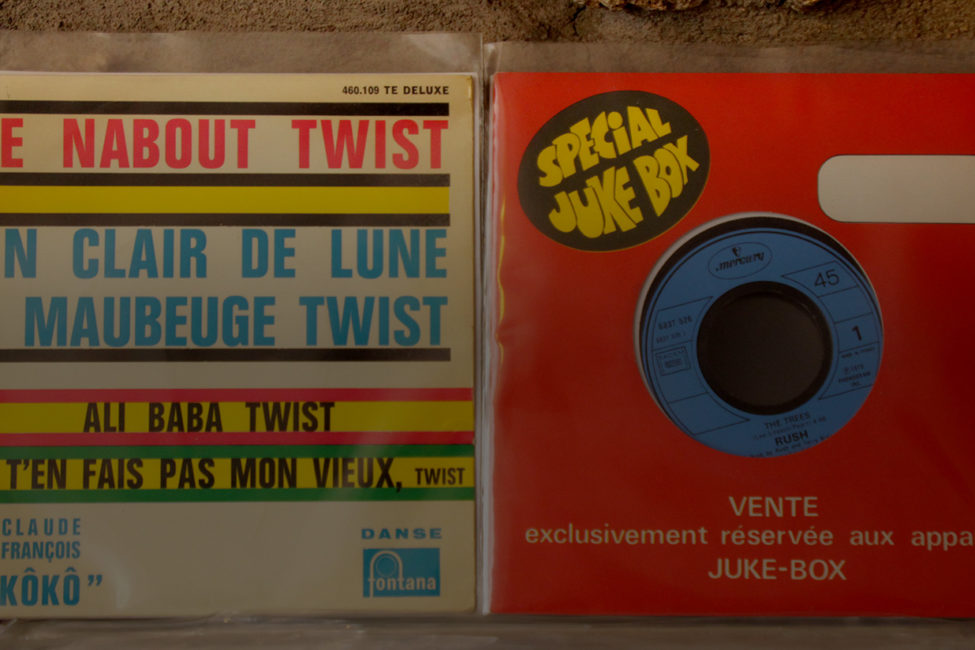 460.109 TE DELUXE
E NABOUT TWIST
N CLAIR DE LUNE
MAUBEUGE TWIST
ALI BABA TWIST
T'EN FAIS PAS MON VIEUX, TWIST
CLAUDE
FRANÇOIS
KÔKÔ”
DANSE
fontana
SPECIAL
JUKE BOX
mercury
45
6837 528
1
THE TREES
RUSH
VENTE
exclusivement réservée aux appa
JUKE-BOX